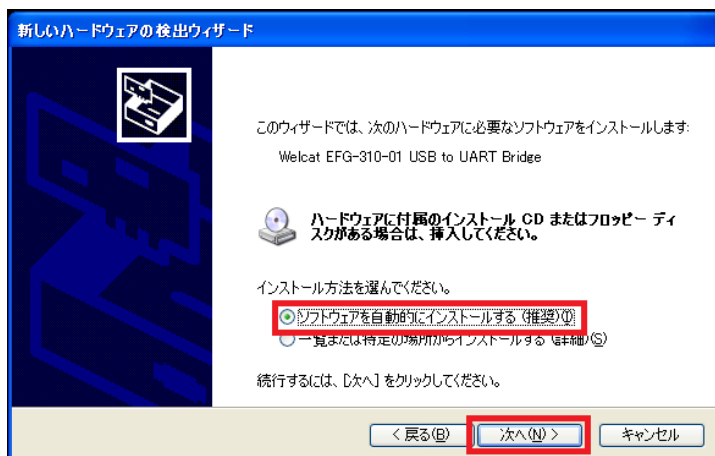 新しいハードウェアの検出ウィザード
このウィザードでは、次のハードウェアに必要なソフトウェアをインストールします:
Welcat EFG-310-01 USB to UART Bridge
ハードウェアに付属のインストール CD またはフロッピー ディ
スクがある場合は、挿入してください。
インストール方法を選んでください。
ソフトウェアを自動的にインストールする (推奨)(I)
一覧または特定の場所からインストールする (詳細)(S)
続行するには、[次へ] をクリックしてください。
< 戻る(B) 次へ(N) > キャンセル